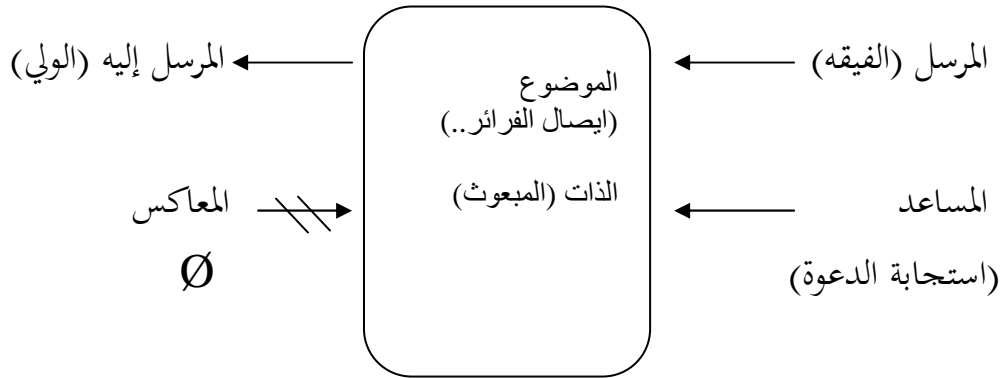 المرسل (الفيقه)
المرسل إليه (الولي)
الموضوع
(ايصال الفرائر..)
الذات (المبعوث)
المساعد
(استجابة الدعوة)
المعاكس
Ø